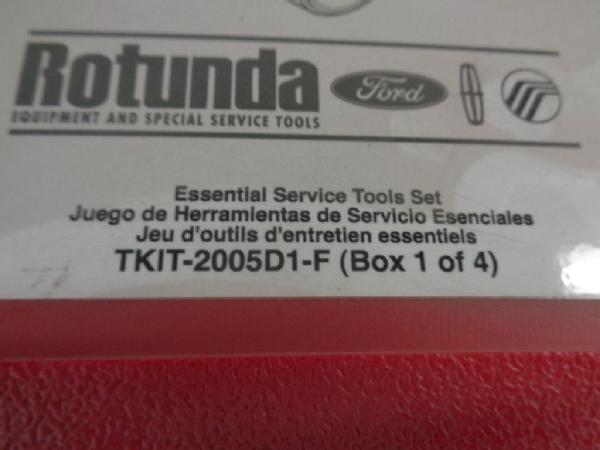 Rotunda
Ford
EQUIPMENT AND SPECIAL SERVICE TOOLS
Essential Service Tools Set
Juego de Herramientas de Servicio Esenciales
Jeu d'outils d'entretien essentiels
TKIT-2005D1-F (Box 1 of 4)